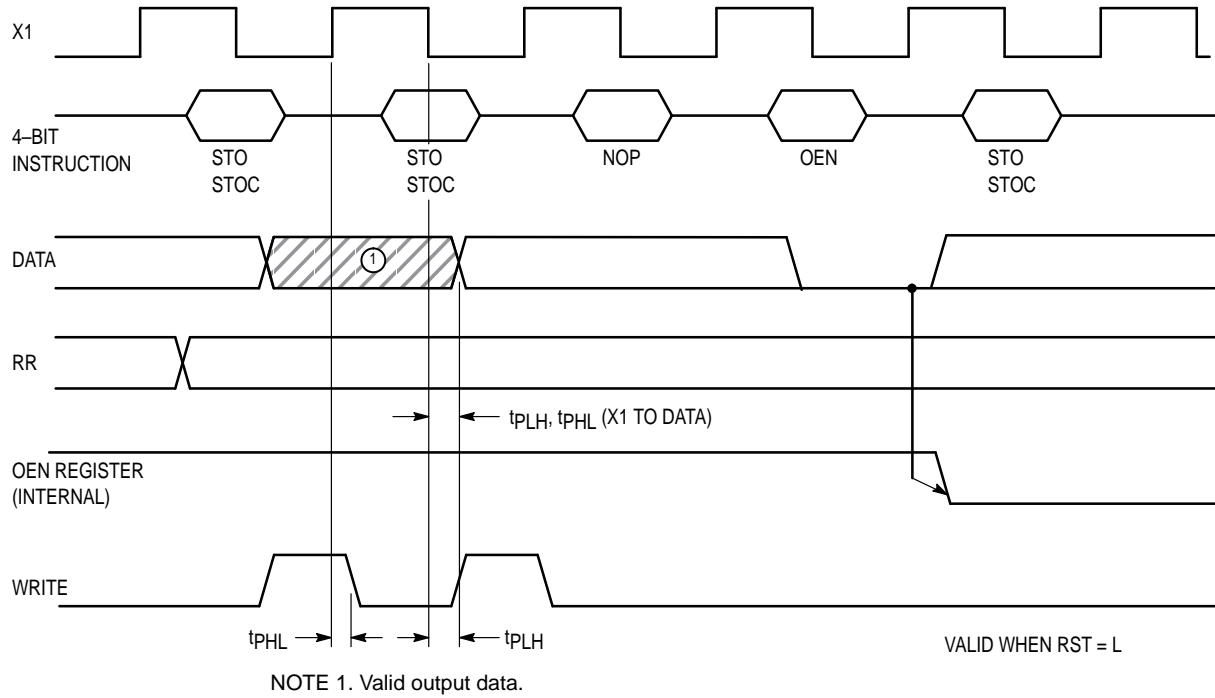 X1
4–BIT
INSTRUCTION
STO
STOC
STO
STOC
NOP
OEN
STO
STOC
DATA
1
RR
tPLH, tPHL (X1 TO DATA)
OEN REGISTER
(INTERNAL)
WRITE
tPHL
tPLH
VALID WHEN RST = L
NOTE 1. Valid output data.